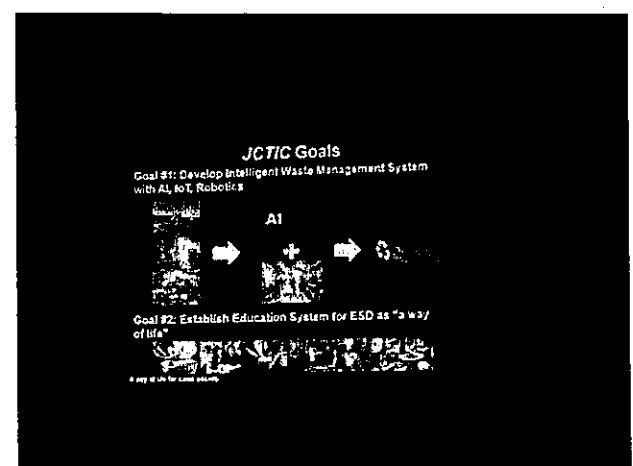 JCTIC Goals
Goal #1: Develop Intelligent Waste Management System
with AI, IoT, Robotics
AI
+
Goal #2: Establish Education System for ESD as "a way
of life"